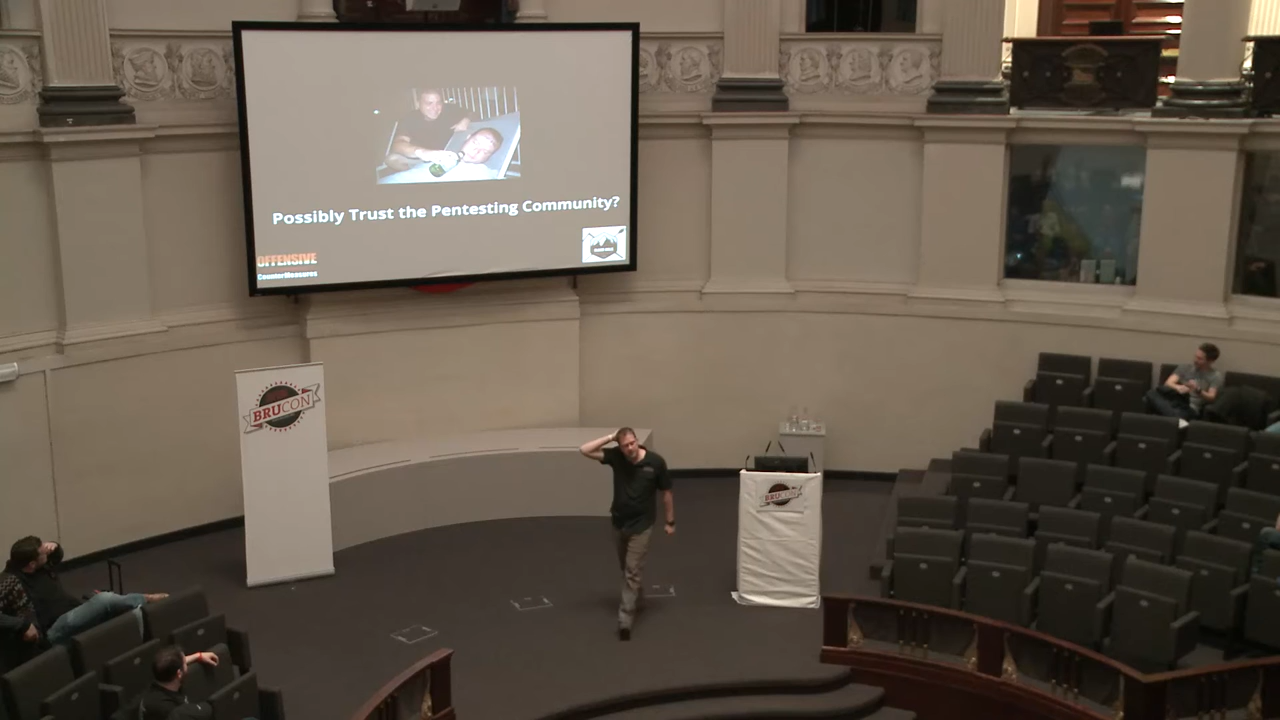 Possibly Trust the Pentesting Community?
OFFENSIVE
CounterMeasures
BRUCON
BRUCON